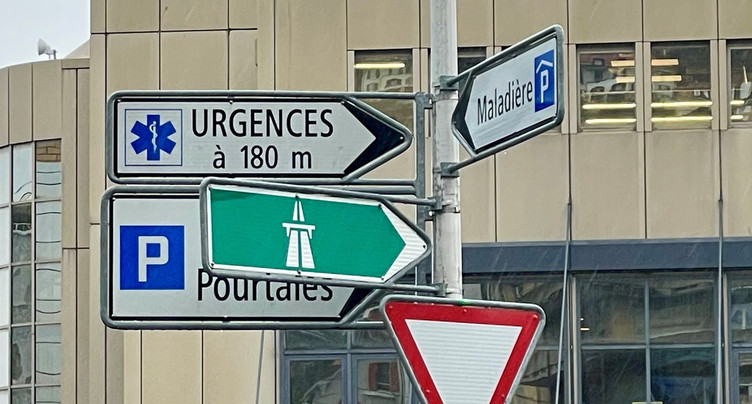 URGENCES
à 180 m
Maladière
P
P
Pourtalès